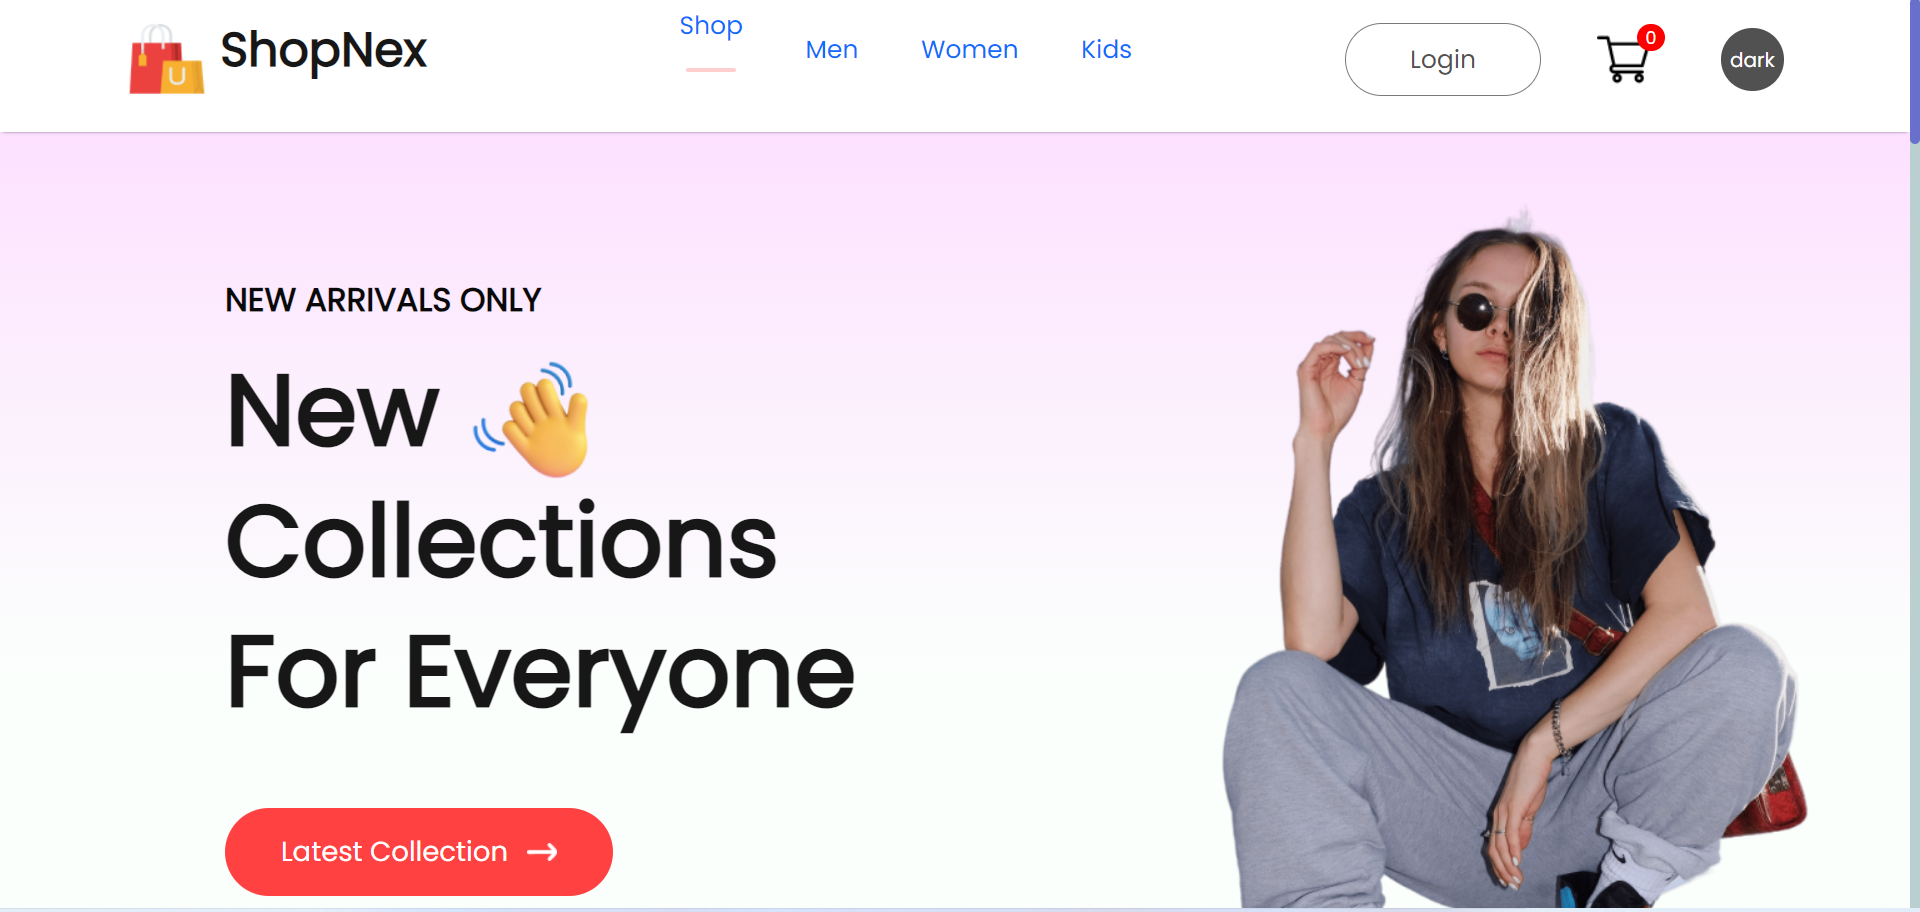 ShopNex
Shop
Men
Women
Kids
Login
0
dark
NEW ARRIVALS ONLY
New
Collections
For Everyone
Latest Collection